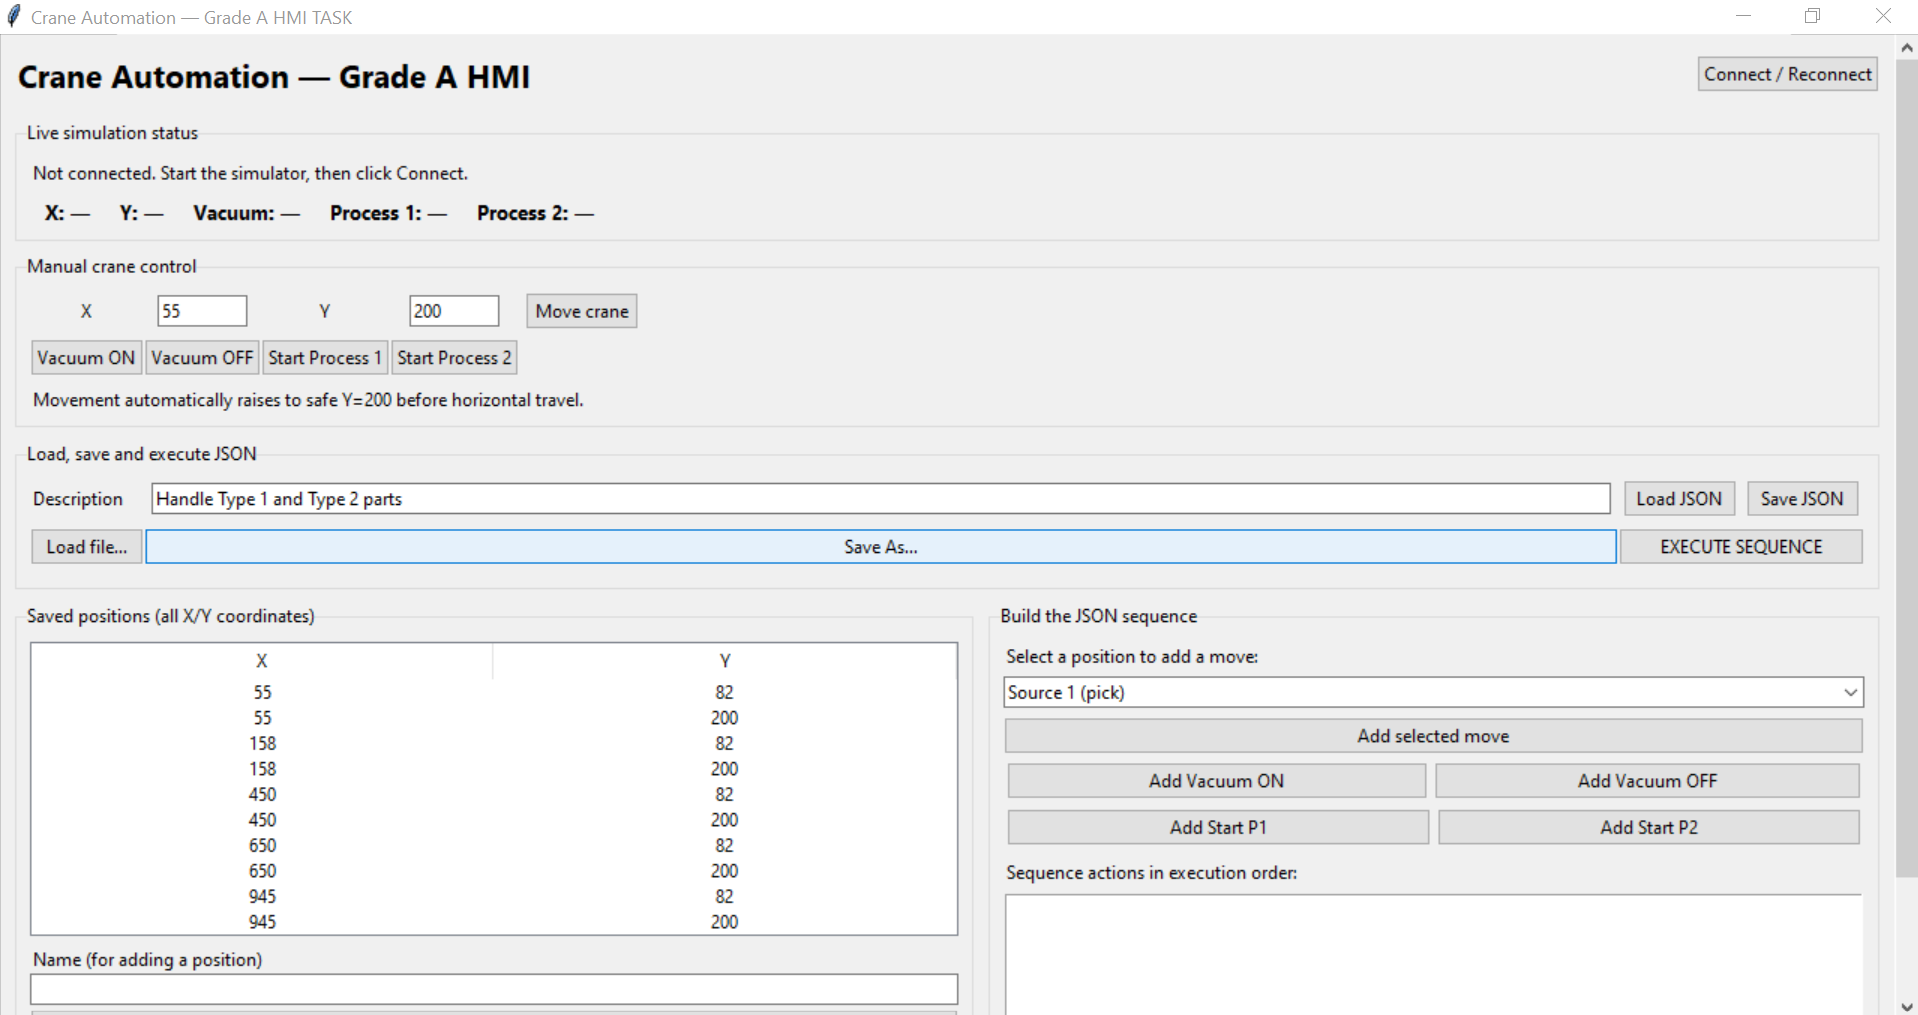 Crane Automation — Grade A HMI TASK
Crane Automation — Grade A HMI
Connect / Reconnect
Live simulation status
Not connected. Start the simulator, then click Connect.
X: — Y: — Vacuum: — Process 1: — Process 2: —
Manual crane control
X 55 Y 200 Move crane
Vacuum ON Vacuum OFF Start Process 1 Start Process 2
Movement automatically raises to safe Y=200 before horizontal travel.
Load, save and execute JSON
Description Handle Type 1 and Type 2 parts Load JSON Save JSON
Load file... Save As... EXECUTE SEQUENCE
Saved positions (all X/Y coordinates)
X Y
55 82
55 200
158 82
158 200
450 82
450 200
650 82
650 200
945 82
945 200
Name (for adding a position)
Build the JSON sequence
Select a position to add a move:
Source 1 (pick)
Add selected move
Add Vacuum ON Add Vacuum OFF
Add Start P1 Add Start P2
Sequence actions in execution order: